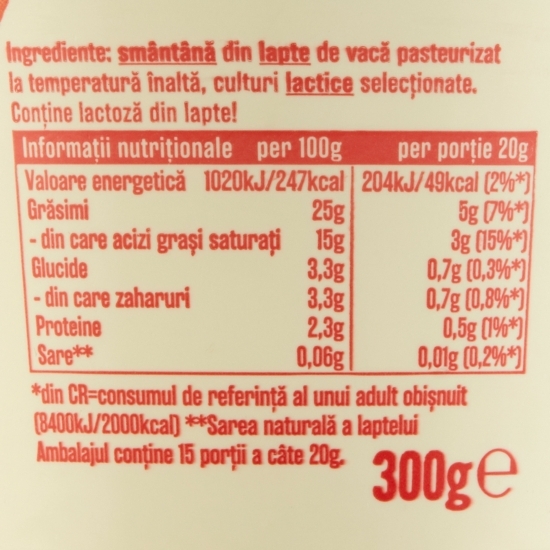 Ingrediente: smântână din lapte de vacă pasteurizat
la temperatură înaltă, culturi lactice selecționate.
Conține lactoză din lapte!
Informații nutriționale per 100g per porție 20g
Valoare energetică 1020kJ/247kcal 204kJ/49kcal (2%*)
Grăsimi 25g 5g (7%*)
- din care acizi grași saturați 15g 3g (15%*)
Glucide 3,3g 0,7g (0,3%*)
- din care zaharuri 3,3g 0,7g (0,8%*)
Proteine 2,3g 0,5g (1%*)
Sare** 0,06g 0,01g (0,2%*)
*din CR=consumul de referință al unui adult obișnuit
(8400kJ/2000kcal) **Sarea naturală a laptelui
Ambalajul conține 15 porții a câte 20g.
300g e